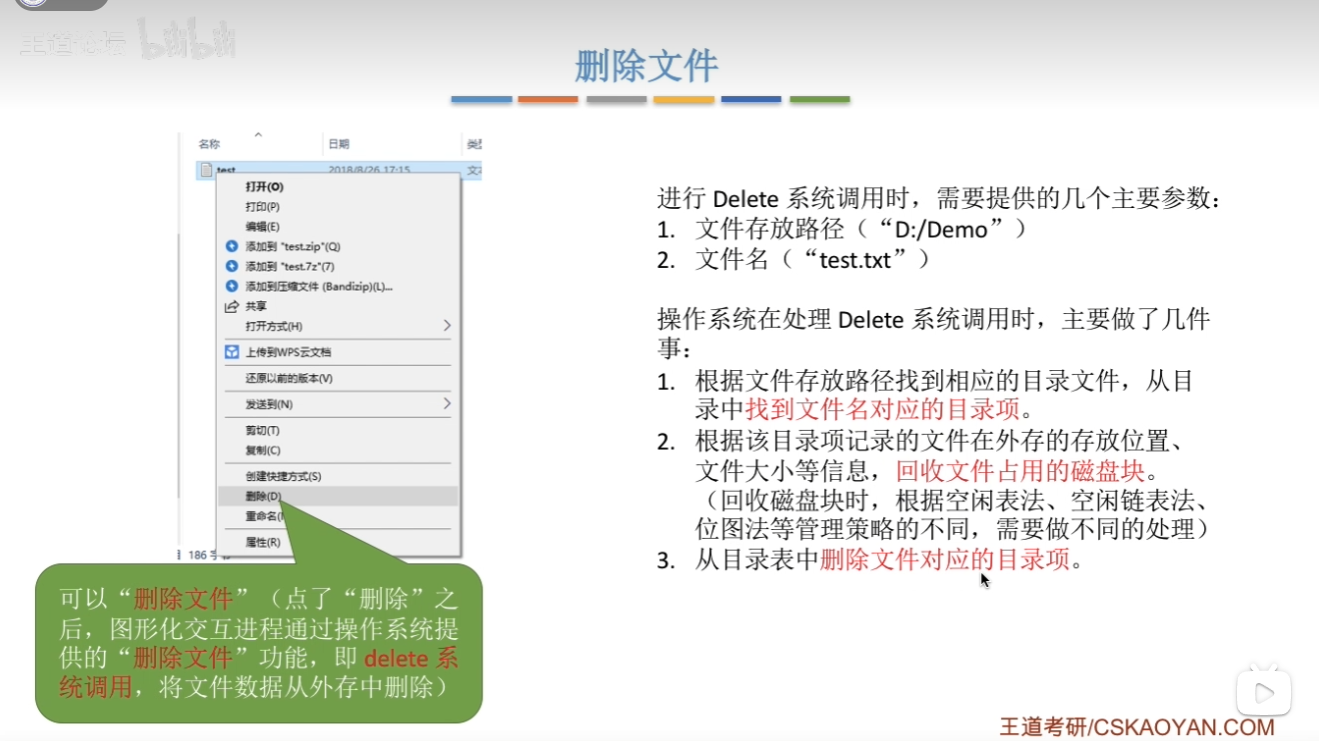 王道论坛 bilibili
删除文件
名称 日期 类型
test 2018/8/26 17:15 文本
打开(O)
打印(P)
编辑(E)
添加到 "test.zip"(Q)
添加到 "test.7z"(7)
添加到压缩文件 (Bandizip)(L)...
共享
打开方式(H)
上传到WPS云文档
还原以前的版本(V)
发送到(N)
剪切(T)
复制(C)
创建快捷方式(S)
删除(D)
重命名(
属性(R)
186 字
可以“删除文件”（点了“删除”之
后，图形化交互进程通过操作系统提
供的“删除文件”功能，即 delete 系
统调用，将文件数据从外存中删除）
进行 Delete 系统调用时，需要提供的几个主要参数：
1. 文件存放路径（“D:/Demo”）
2. 文件名（“test.txt”）
操作系统在处理 Delete 系统调用时，主要做了几件
事：
1. 根据文件存放路径找到相应的目录文件，从目
录中找到文件名对应的目录项。
2. 根据该目录项记录的文件在外存的存放位置、
文件大小等信息，回收文件占用的磁盘块。
（回收磁盘块时，根据空闲表法、空闲链表法、
位图法等管理策略的不同，需要做不同的处理）
3. 从目录表中删除文件对应的目录项。
王道考研/CSKAOYAN.COM